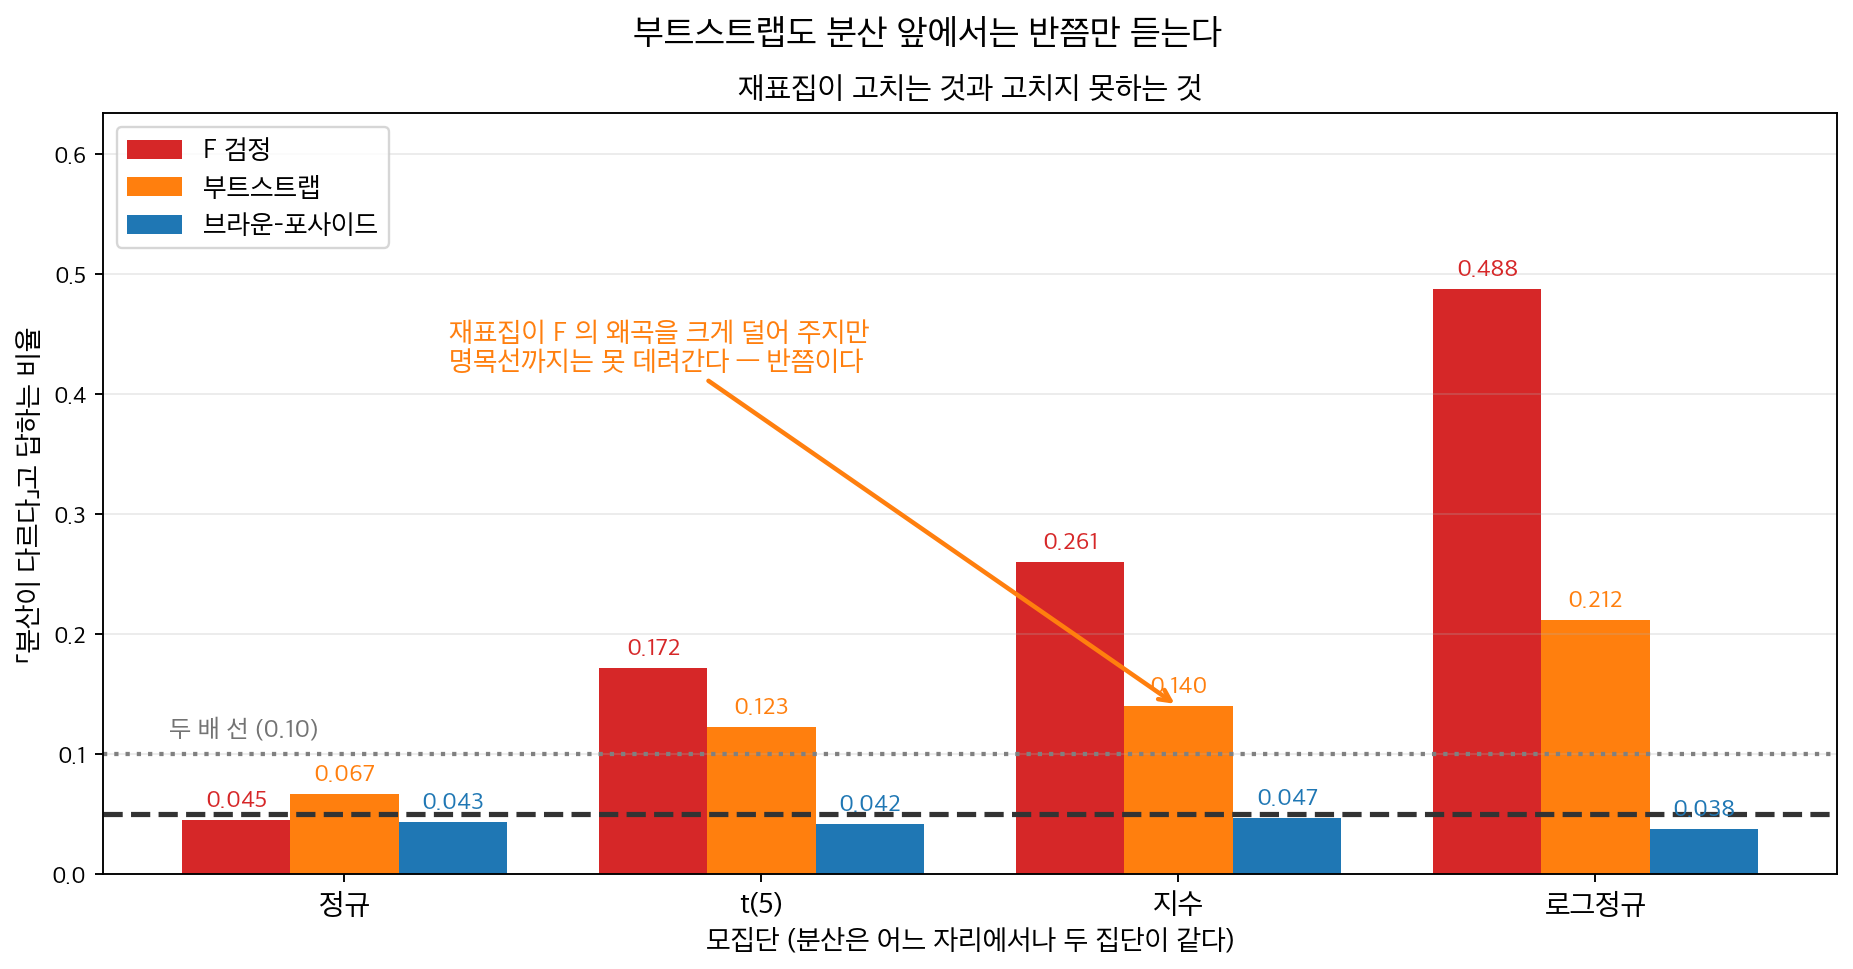 부트스트랩도 분산 앞에서는 반쯤만 듣는다
재표집이 고치는 것과 고치지 못하는 것
F 검정
부트스트랩
브라운-포사이드
「분산이 다르다」고 답하는 비율
0.6
0.5
0.4
0.3
0.2
0.1
0.0
재표집이 F 의 왜곡을 크게 덜어 주지만
명목선까지는 못 데려간다 — 반쯤이다
두 배 선 (0.10)
0.045
0.067
0.043
0.172
0.123
0.042
0.261
0.140
0.047
0.488
0.212
0.038
정규
t(5)
지수
로그정규
모집단 (분산은 어느 자리에서나 두 집단이 같다)